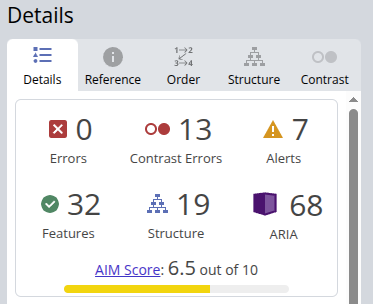 Details
Details Reference Order Structure Contrast
0 13 7
Errors Contrast Errors Alerts
32 19 68
Features Structure ARIA
AIM Score: 6.5 out of 10